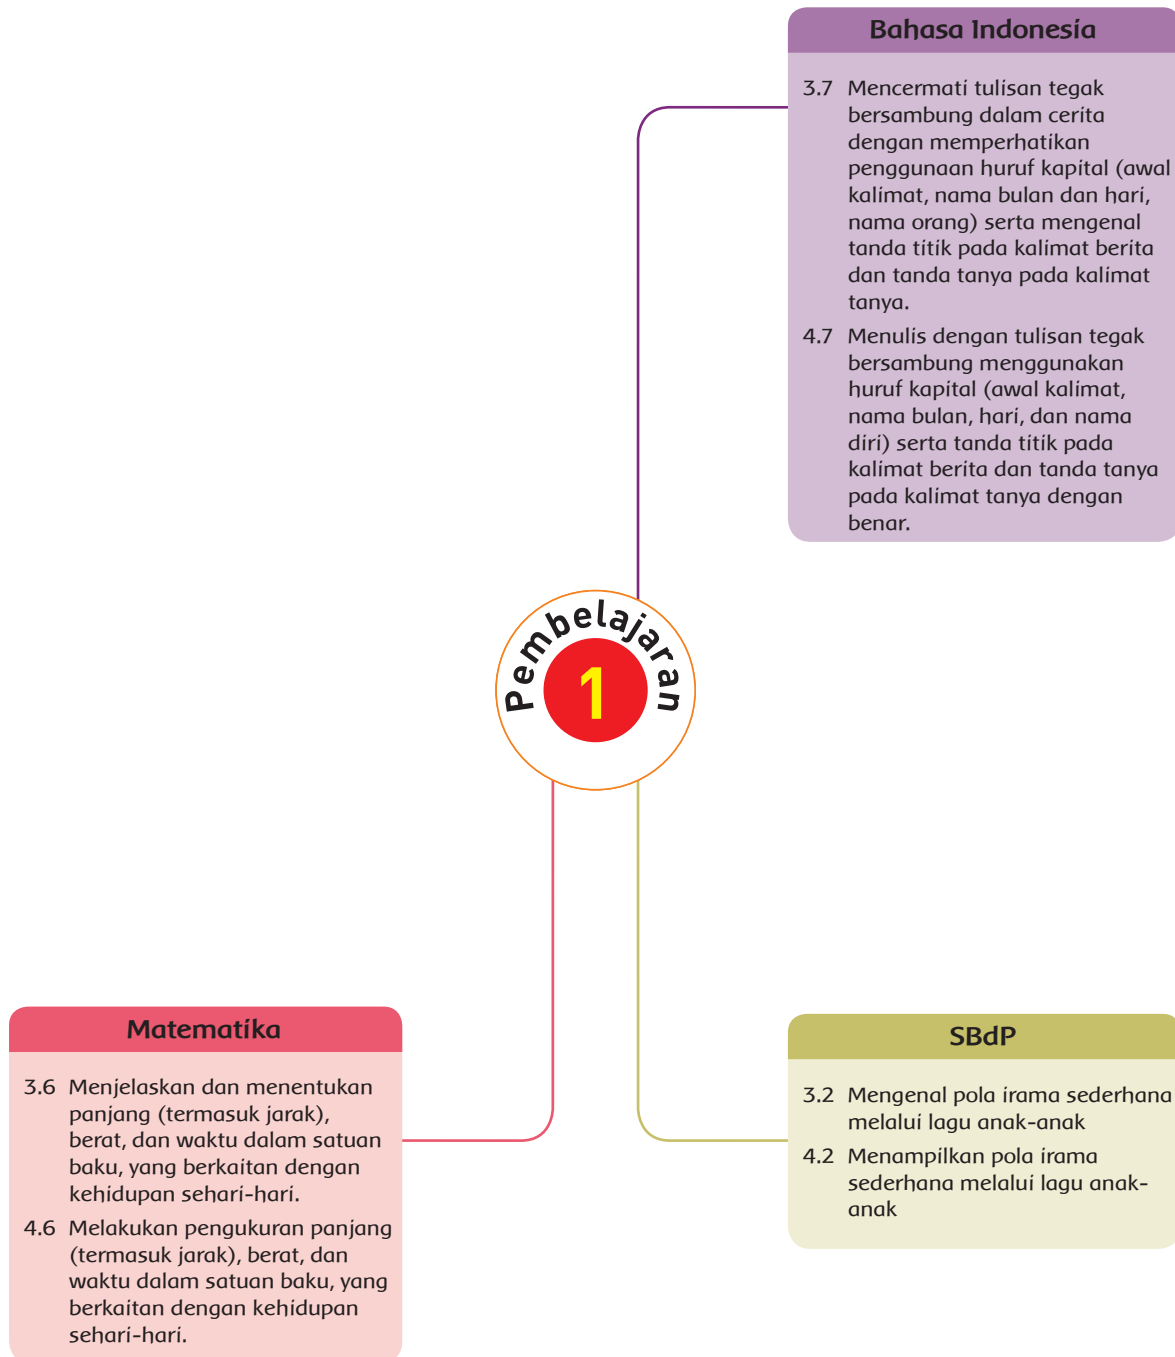 Bahasa Indonesia
3.7 Mencermati tulisan tegak
bersambung dalam cerita
dengan memperhatikan
penggunaan huruf kapital (awal
kalimat, nama bulan dan hari,
nama orang) serta mengenal
tanda titik pada kalimat berita
dan tanda tanya pada kalimat
tanya.
4.7 Menulis dengan tulisan tegak
bersambung menggunakan
huruf kapital (awal kalimat,
nama bulan, hari, dan nama
diri) serta tanda titik pada
kalimat berita dan tanda tanya
pada kalimat tanya dengan
benar.
Pembelajaran
1
Matematika
3.6 Menjelaskan dan menentukan
panjang (termasuk jarak),
berat, dan waktu dalam satuan
baku, yang berkaitan dengan
kehidupan sehari-hari.
4.6 Melakukan pengukuran panjang
(termasuk jarak), berat, dan
waktu dalam satuan baku, yang
berkaitan dengan kehidupan
sehari-hari.
SBdP
3.2 Mengenal pola irama sederhana
melalui lagu anak-anak
4.2 Menampilkan pola irama
sederhana melalui lagu anak-
anak